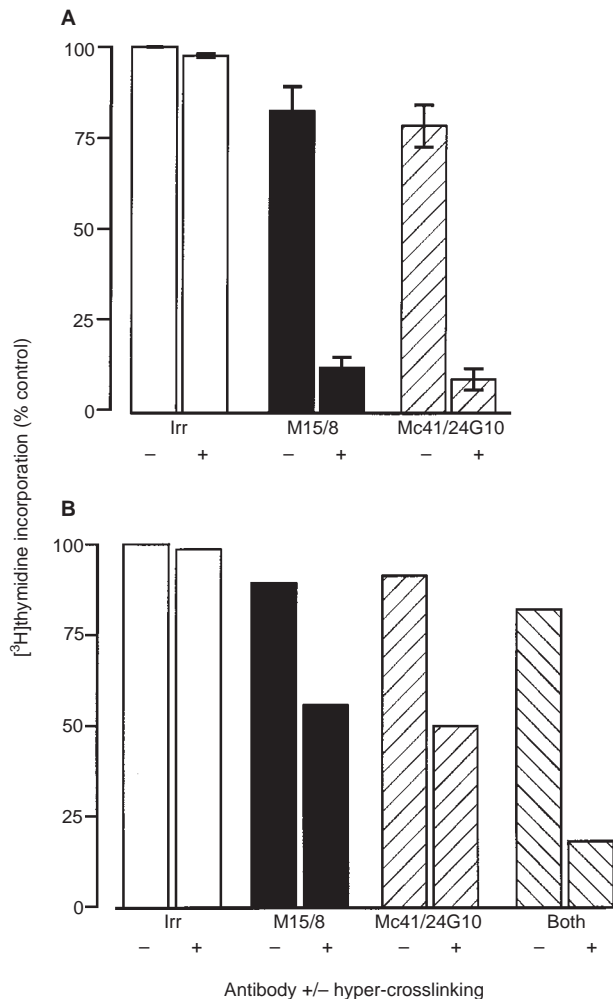 A
100
75
50
25
0
Irr M15/8 Mc41/24G10
– + – + – +
B
100
75
50
25
0
Irr M15/8 Mc41/24G10 Both
– + – + – + – +
[³H]thymidine incorporation (% control)
Antibody +/– hyper-crosslinking